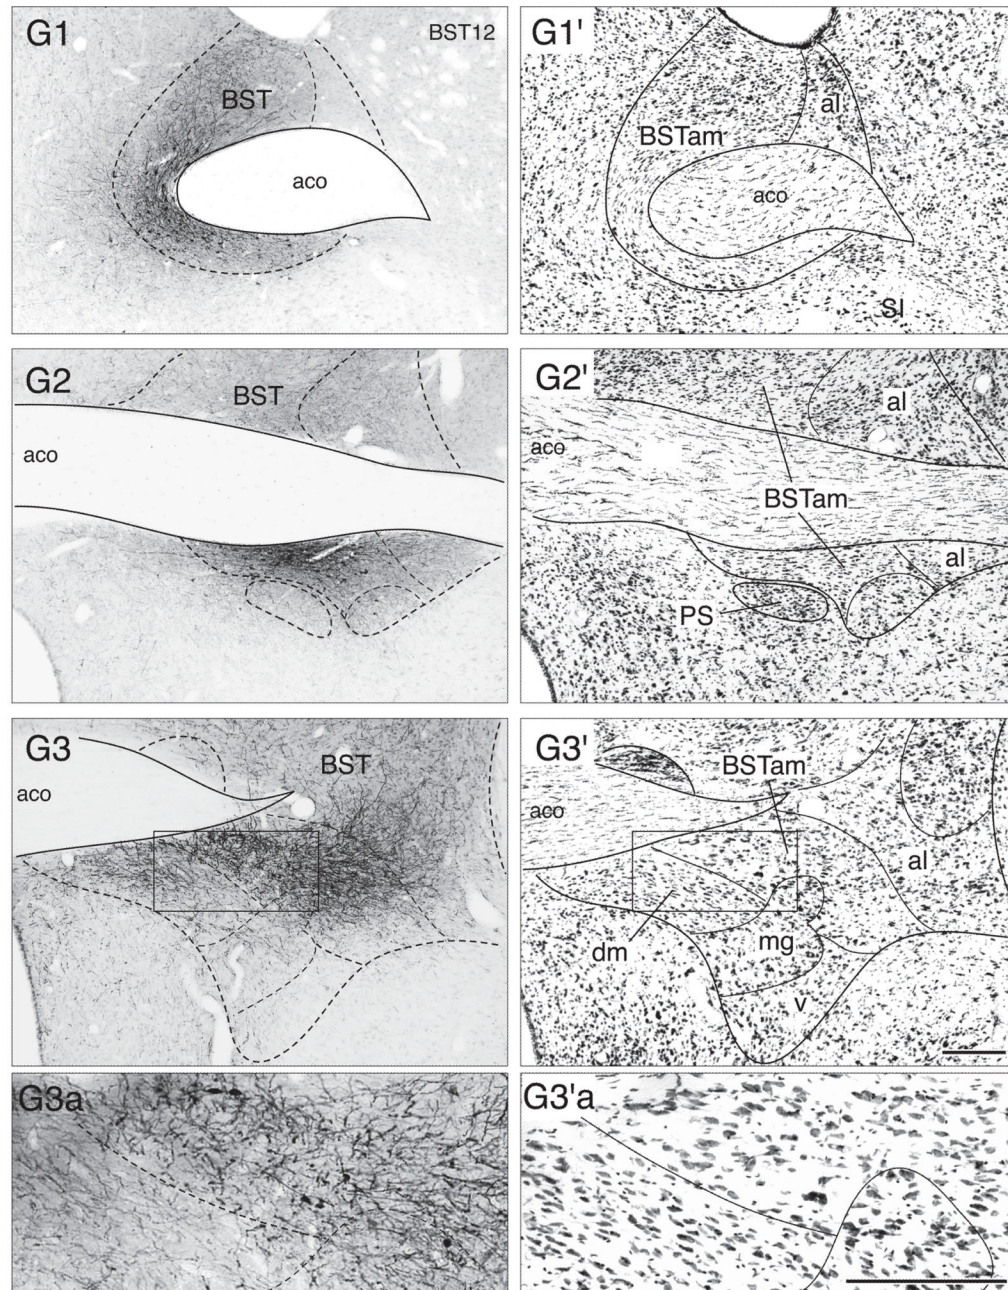 G1
BST12
BST
aco
G1'
al
BSTam
aco
SI
G2
BST
aco
G2'
al
aco
BSTam
al
PS
G3
BST
aco
G3'
BSTam
aco
al
dm
mg
v
G3a
G3'a